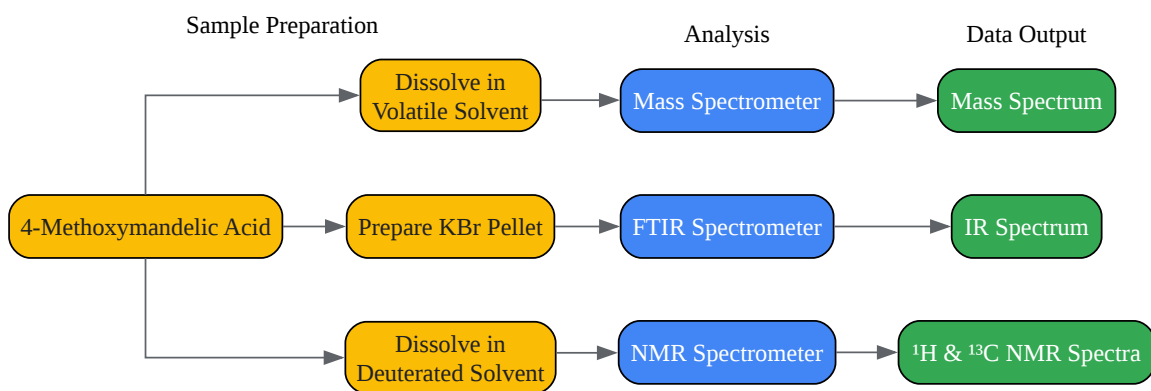 Sample Preparation
Analysis
Data Output
Dissolve in
Volatile Solvent
Mass Spectrometer
Mass Spectrum
4-Methoxymandelic Acid
Prepare KBr Pellet
FTIR Spectrometer
IR Spectrum
Dissolve in
Deuterated Solvent
NMR Spectrometer
¹H & ¹³C NMR Spectra